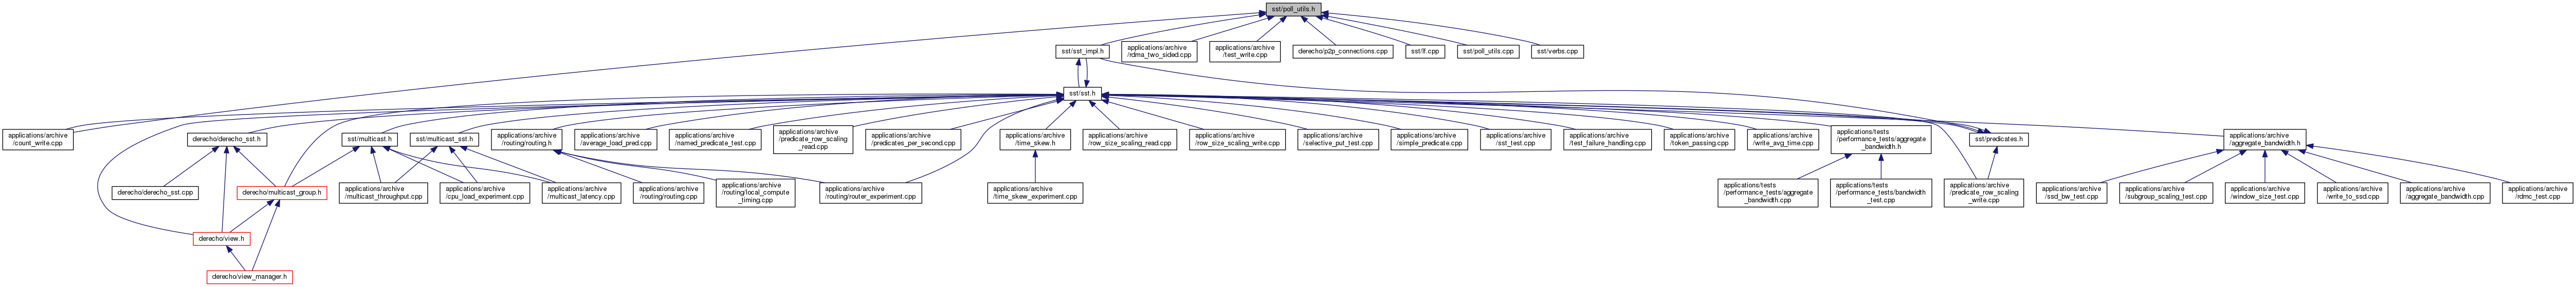 sst/poll_utils.h
sst/sst_impl.h
applications/archive
/rdma_two_sided.cpp
applications/archive
/test_write.cpp
derecho/p2p_connections.cpp
sst/lf.cpp
sst/poll_utils.cpp
sst/verbs.cpp
sst/sst.h
applications/archive
/count_write.cpp
derecho/derecho_sst.h
sst/multicast.h
sst/multicast_sst.h
applications/archive
/routing/routing.h
applications/archive
/average_load_pred.cpp
applications/archive
/named_predicate_test.cpp
applications/archive
/predicate_row_scaling
_read.cpp
applications/archive
/predicates_per_second.cpp
applications/archive
/time_skew.h
applications/archive
/row_size_scaling_read.cpp
applications/archive
/row_size_scaling_write.cpp
applications/archive
/selective_put_test.cpp
applications/archive
/simple_predicate.cpp
applications/archive
/sst_test.cpp
applications/archive
/test_failure_handling.cpp
applications/archive
/token_passing.cpp
applications/archive
/write_avg_time.cpp
applications/tests
/performance_tests/aggregate
_bandwidth.h
sst/predicates.h
applications/archive
/aggregate_bandwidth.h
derecho/derecho_sst.cpp
derecho/multicast_group.h
applications/archive
/multicast_throughput.cpp
applications/archive
/cpu_load_experiment.cpp
applications/archive
/multicast_latency.cpp
applications/archive
/routing/routing.cpp
applications/archive
/routing/local_compute
_timing.cpp
applications/archive
/routing/router_experiment.cpp
applications/archive
/time_skew_experiment.cpp
applications/tests
/performance_tests/aggregate
_bandwidth.cpp
applications/tests
/performance_tests/bandwidth
_test.cpp
applications/archive
/predicate_row_scaling
_write.cpp
applications/archive
/ssd_bw_test.cpp
applications/archive
/subgroup_scaling_test.cpp
applications/archive
/window_size_test.cpp
applications/archive
/write_to_ssd.cpp
applications/archive
/aggregate_bandwidth.cpp
applications/archive
/rdmc_test.cpp
derecho/view.h
derecho/view_manager.h